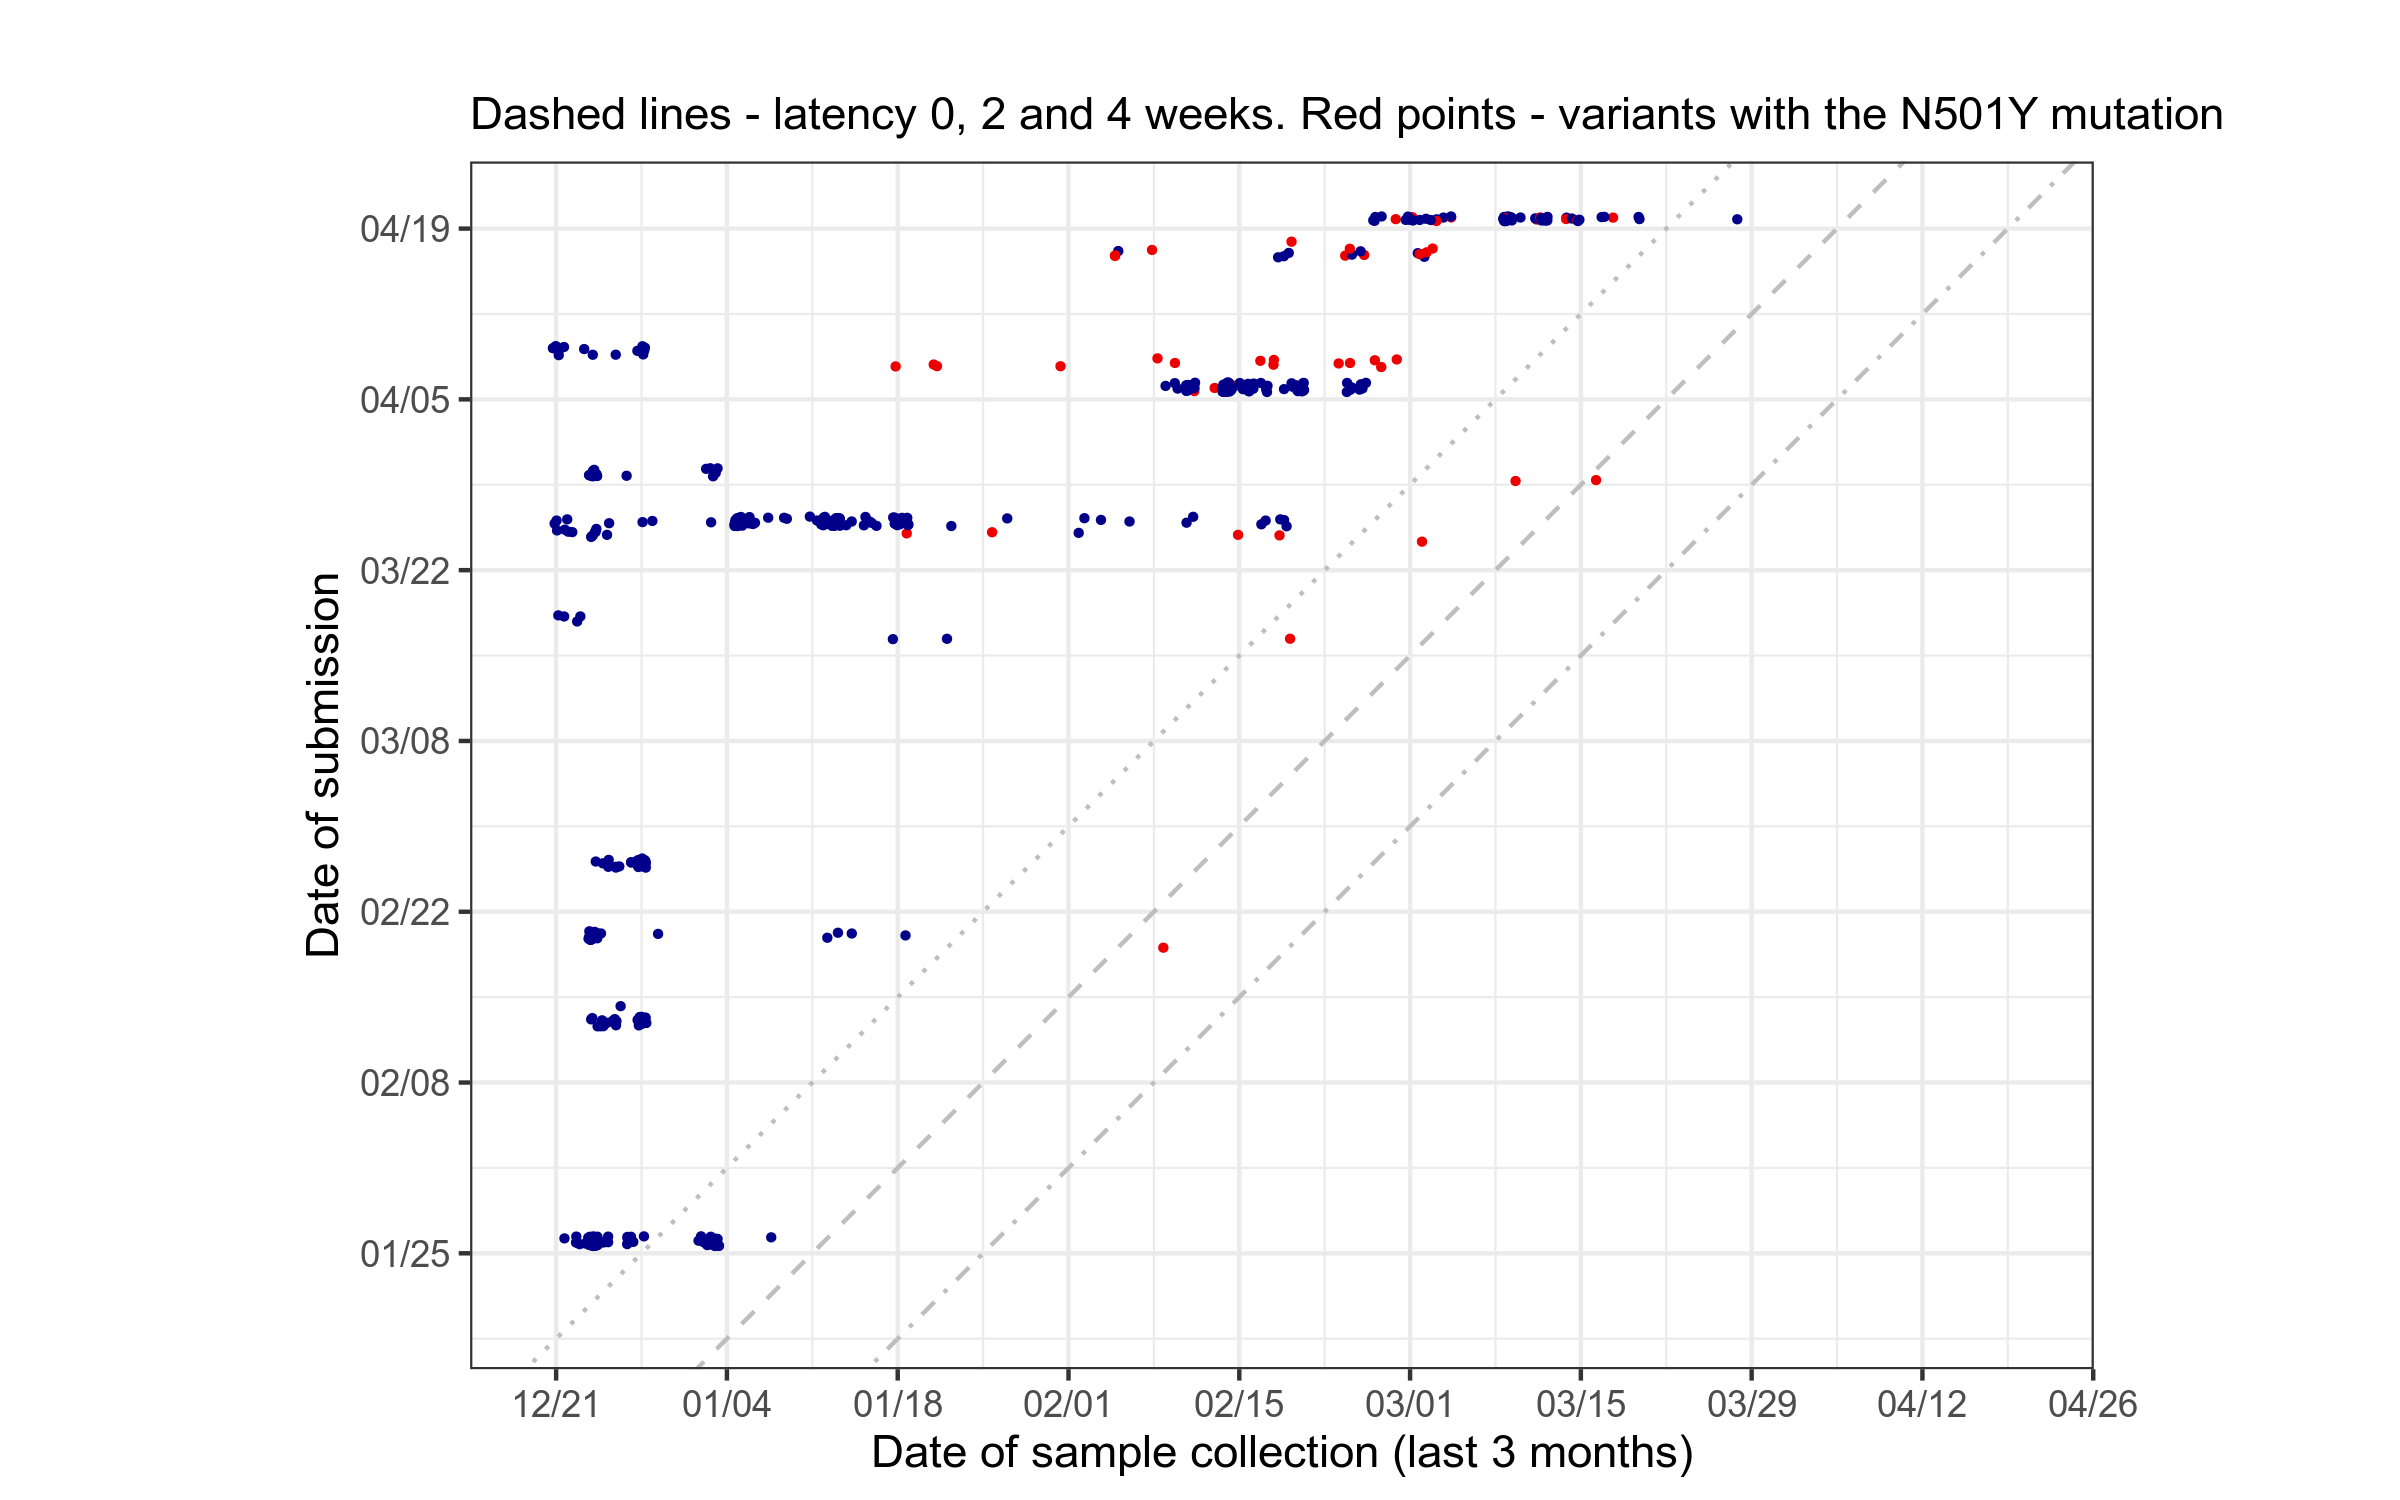 Dashed lines - latency 0, 2 and 4 weeks. Red points - variants with the N501Y mutation
Date of submission
04/19
04/05
03/22
03/08
02/22
02/08
01/25
12/21 01/04 01/18 02/01 02/15 03/01 03/15 03/29 04/12 04/26
Date of sample collection (last 3 months)